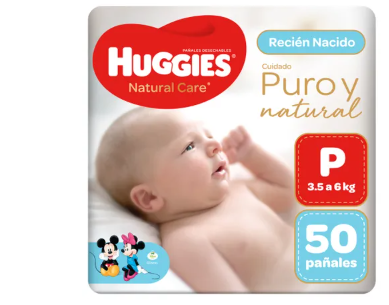 PAÑALES DESECHABLES
HUGGIES®
Natural Care®
Recién Nacido
Cuidado
Puro y
natural
P
3.5 a 6 kg
50
pañales